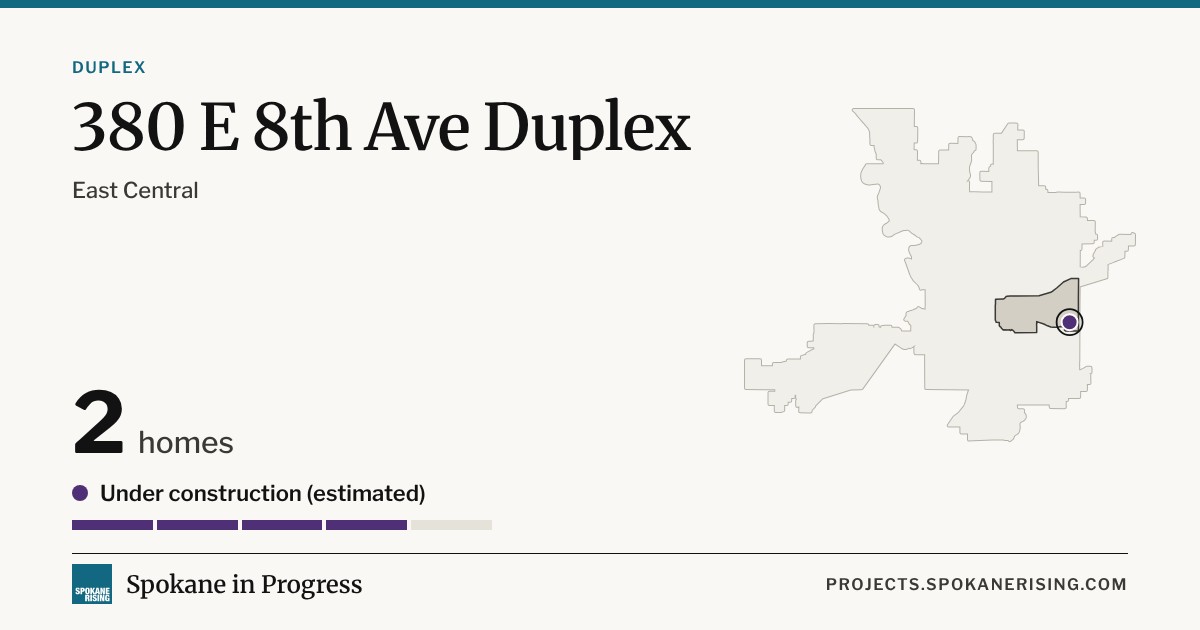 DUPLEX
380 E 8th Ave Duplex
East Central
2 homes
Under construction (estimated)
SPOKANE
RISING
Spokane in Progress
PROJECTS.SPOKANERISING.COM